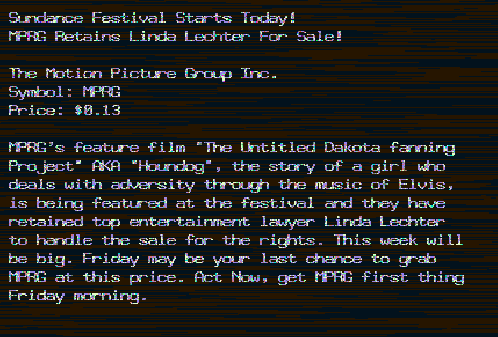 Sundance Festival Starts Today!
MPRG Retains Linda Lechter For Sale!
The Motion Picture Group Inc.
Symbol: MPRG
Price: $0.13
MPRG's feature film "The Untitled Dakota fanning
Project" AKA "Houndog", the story of a girl who
deals with adversity through the music of Elvis,
is being featured at the festival and they have
retained top entertainment lawyer Linda Lechter
to handle the sale for the rights. This week will
be big. Friday may be your last chance to grab
MPRG at this price. Act Now, get MPRG first thing
Friday morning.